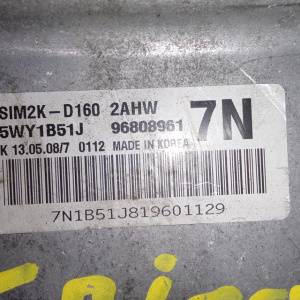 SIM2K-D160 2AHW
5WY1B51J 96808961 7N
K 13.05.08/7 0112 MADE IN KOREA
7N1B51J819601129